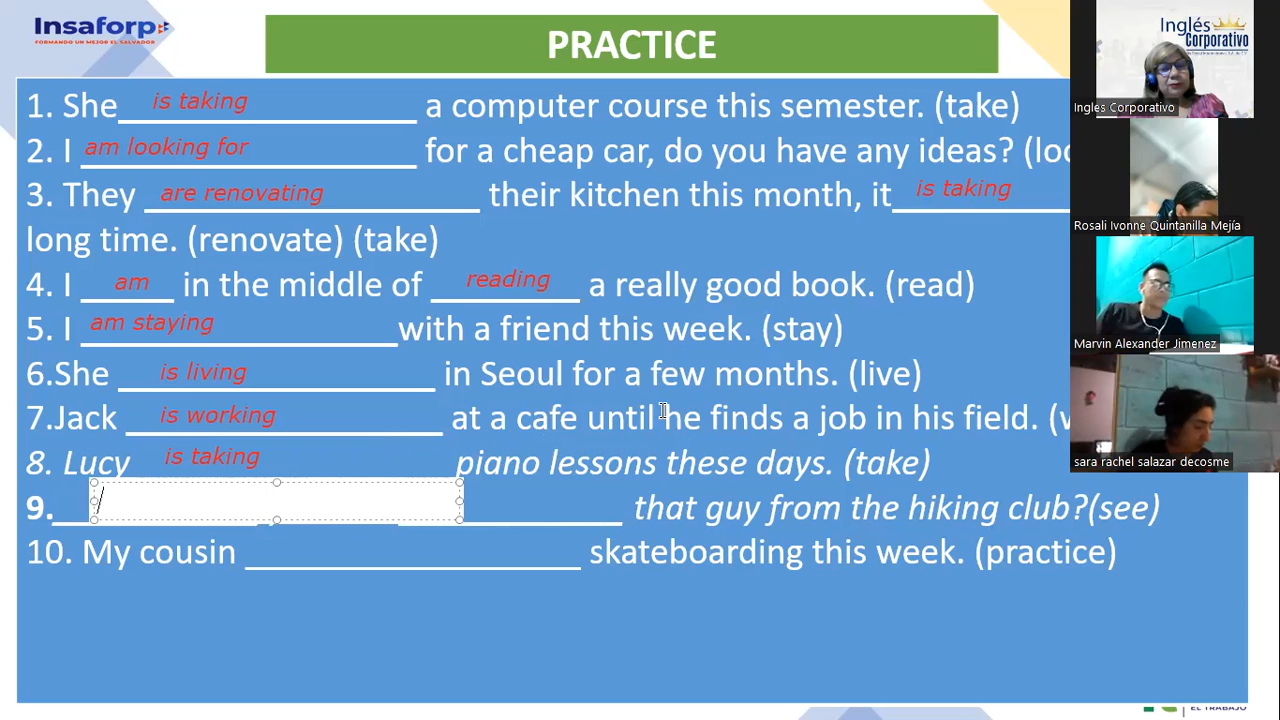 Insaforp
FORMANDO UN MEJOR EL SALVADOR
PRACTICE
1. She is taking a computer course this semester. (take)
2. I am looking for for a cheap car, do you have any ideas? (loo
3. They are renovating their kitchen this month, it is taking
long time. (renovate) (take)
4. I am in the middle of reading a really good book. (read)
5. I am staying with a friend this week. (stay)
6.She is living in Seoul for a few months. (live)
7.Jack is working at a cafe until he finds a job in his field. (
8. Lucy is taking piano lessons these days. (take)
9. that guy from the hiking club?(see)
10. My cousin skateboarding this week. (practice)
Inglés
Corporativo
Ingles Corporativo
Rosali Ivonne Quintanilla Mejía
Marvin Alexander Jimenez
sara rachel salazar decosme
EL TRABAJO